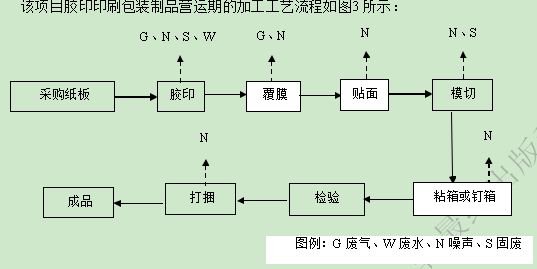 该项目胶印印刷包装制品营运期的加工工艺流程如图3所示：
G、N、S、W
G、N
N
N、S
采购纸板
胶印
覆膜
贴面
模切
N
N
成品
打捆
检验
粘箱或钉箱
图例：G废气、W废水、N噪声、S固废